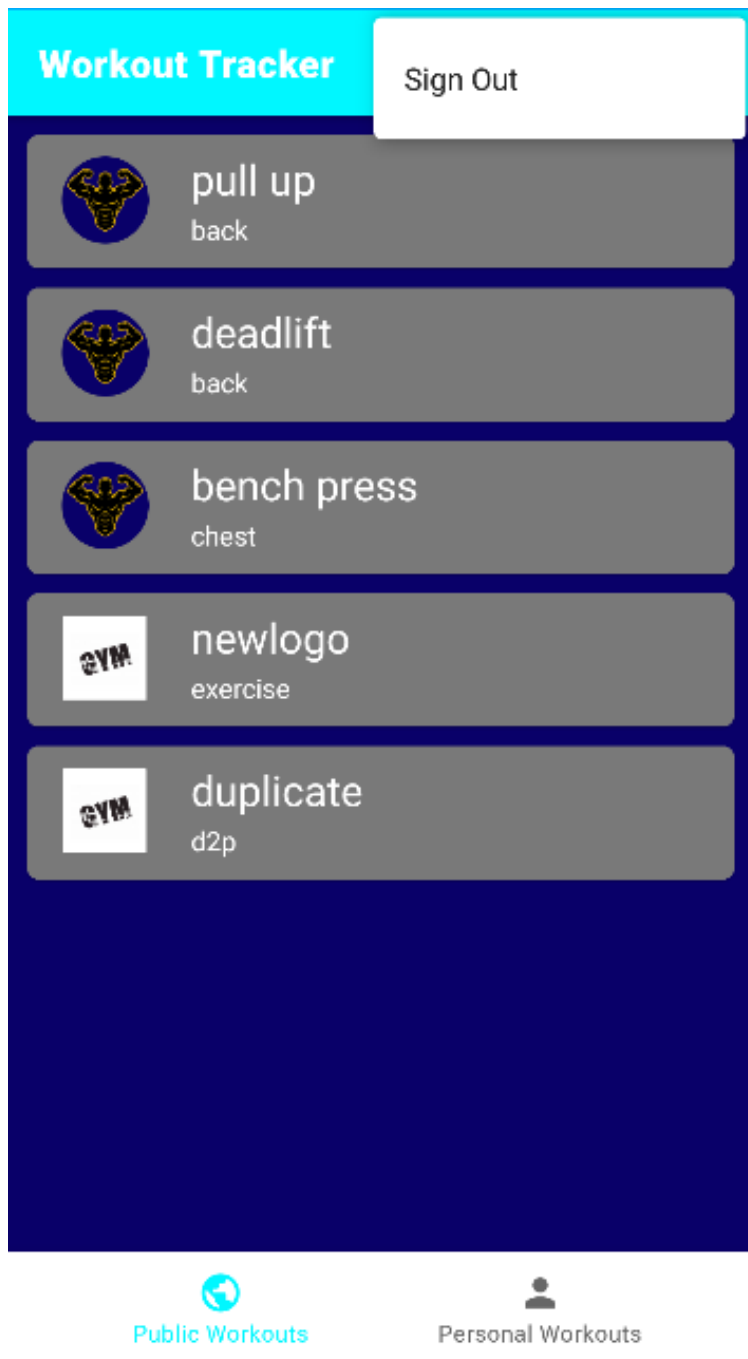 Workout Tracker
Sign Out
pull up
back
deadlift
back
bench press
chest
GYM
newlogo
exercise
GYM
duplicate
d2p
Public Workouts
Personal Workouts